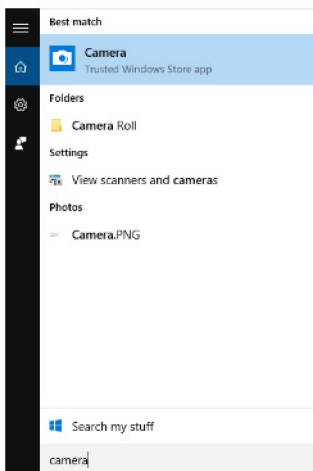 Best match
Camera
Trusted Windows Store app
Folders
Camera Roll
Settings
View scanners and cameras
Photos
Camera.PNG
Search my stuff
camera